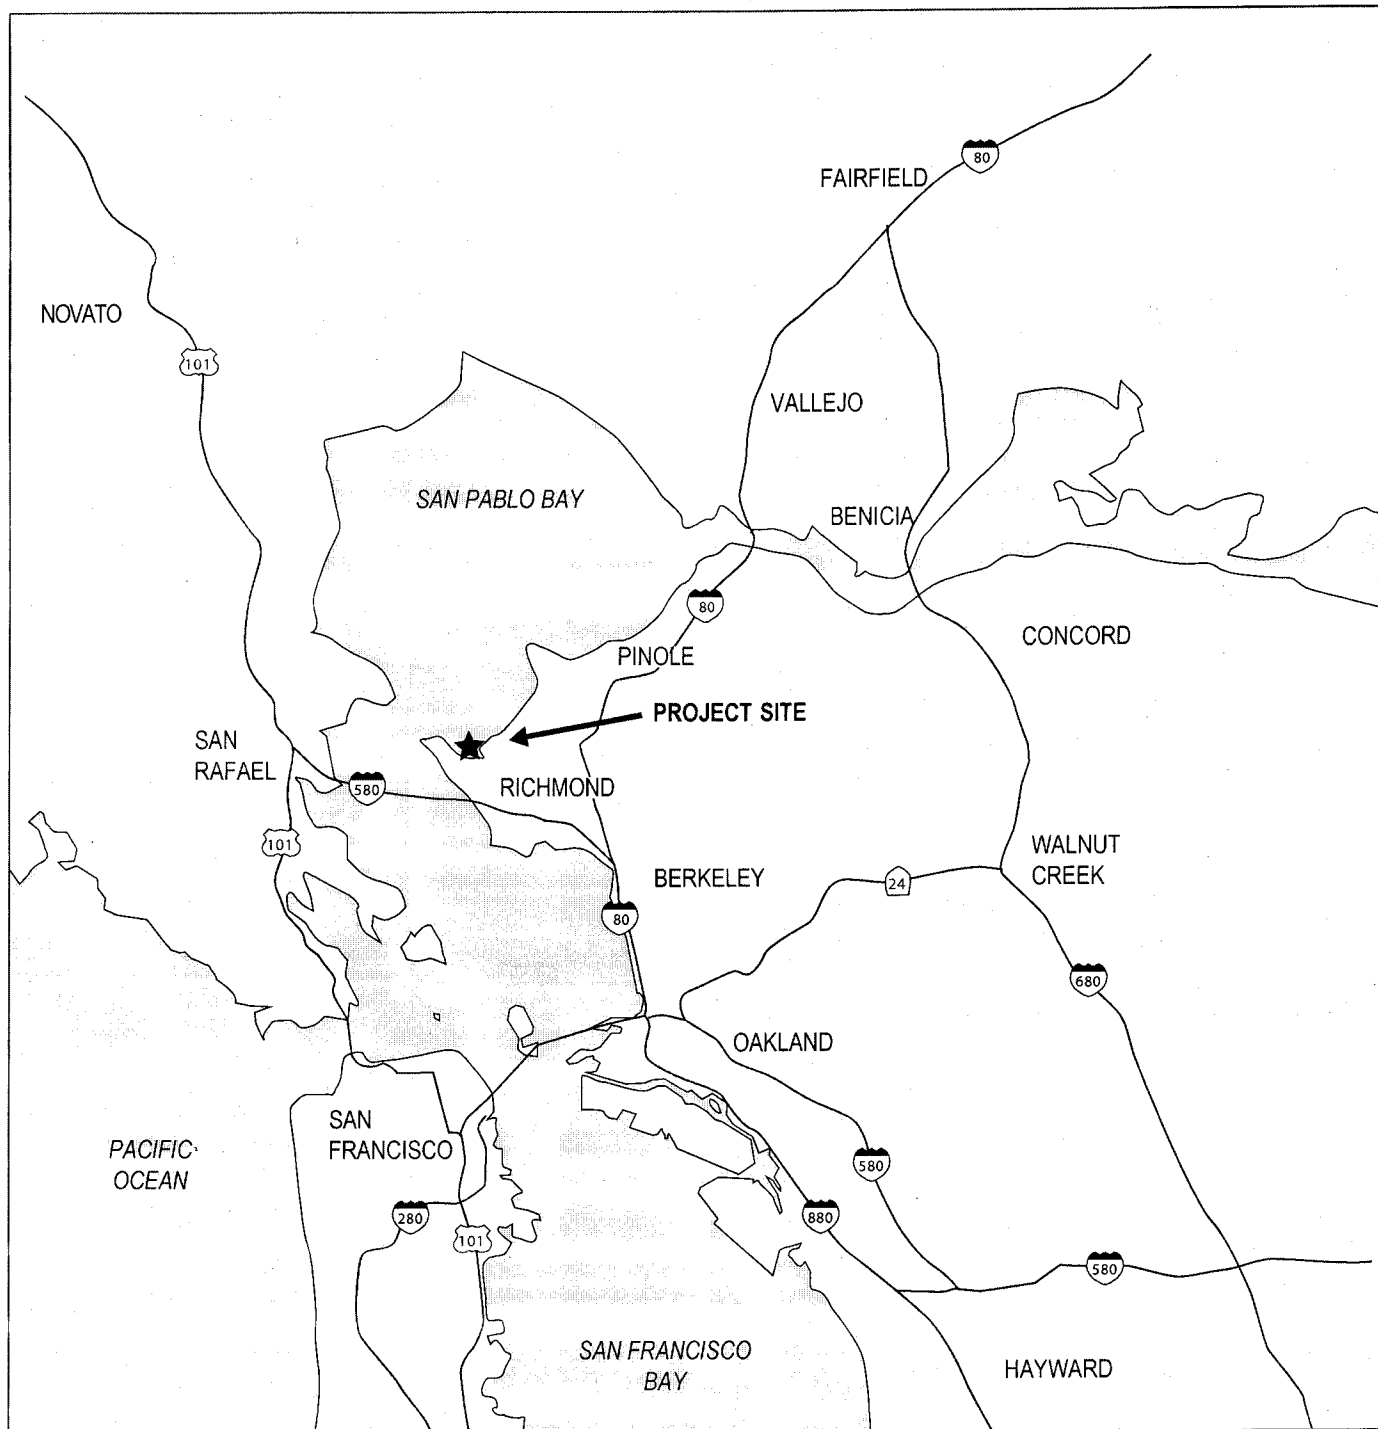 80
FAIRFIELD
NOVATO
101
VALLEJO
SAN PABLO BAY
BENICIA
80
CONCORD
PINOLE
PROJECT SITE
SAN
RAFAEL
580
RICHMOND
101
WALNUT
CREEK
BERKELEY
24
80
680
OAKLAND
SAN
FRANCISCO
PACIFIC
OCEAN
580
280
880
101
580
SAN FRANCISCO
BAY
HAYWARD